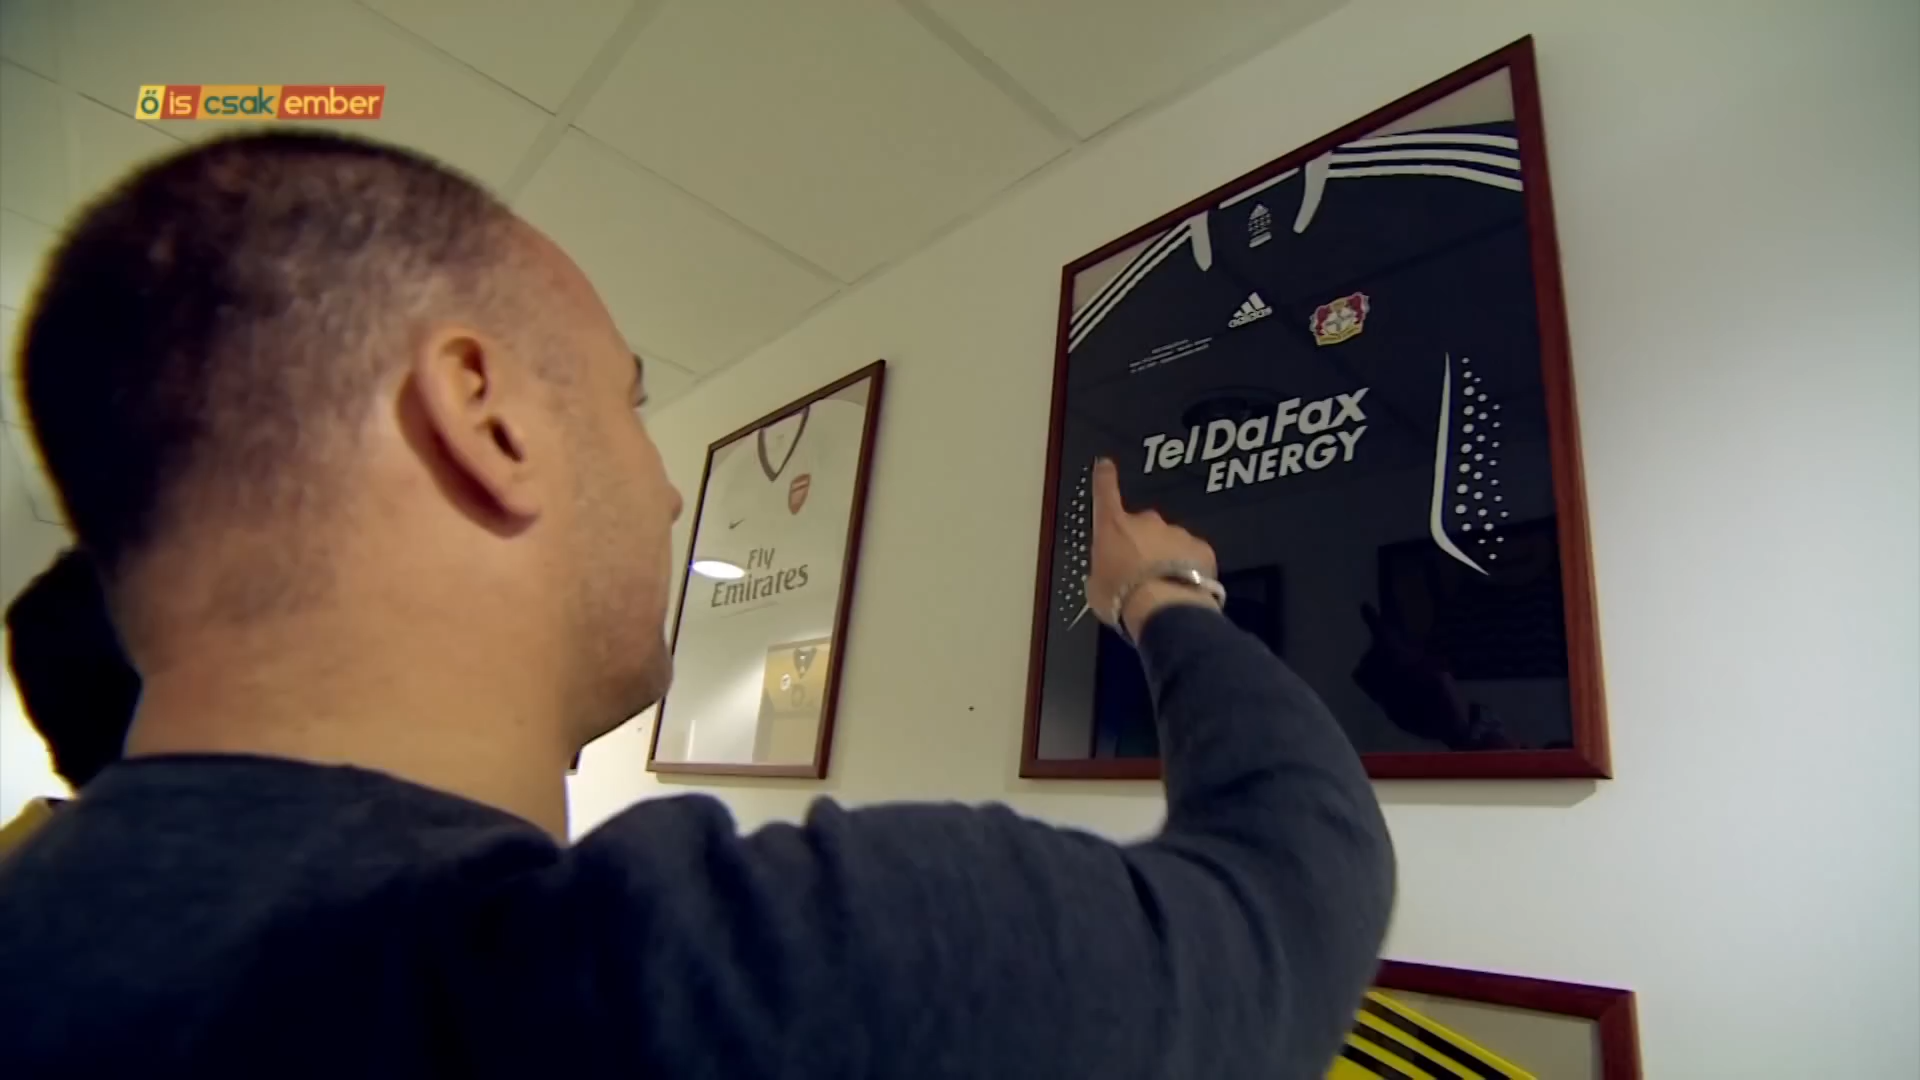 ő is csak ember
adidas
TelDaFax
ENERGY
Fly
Emirates